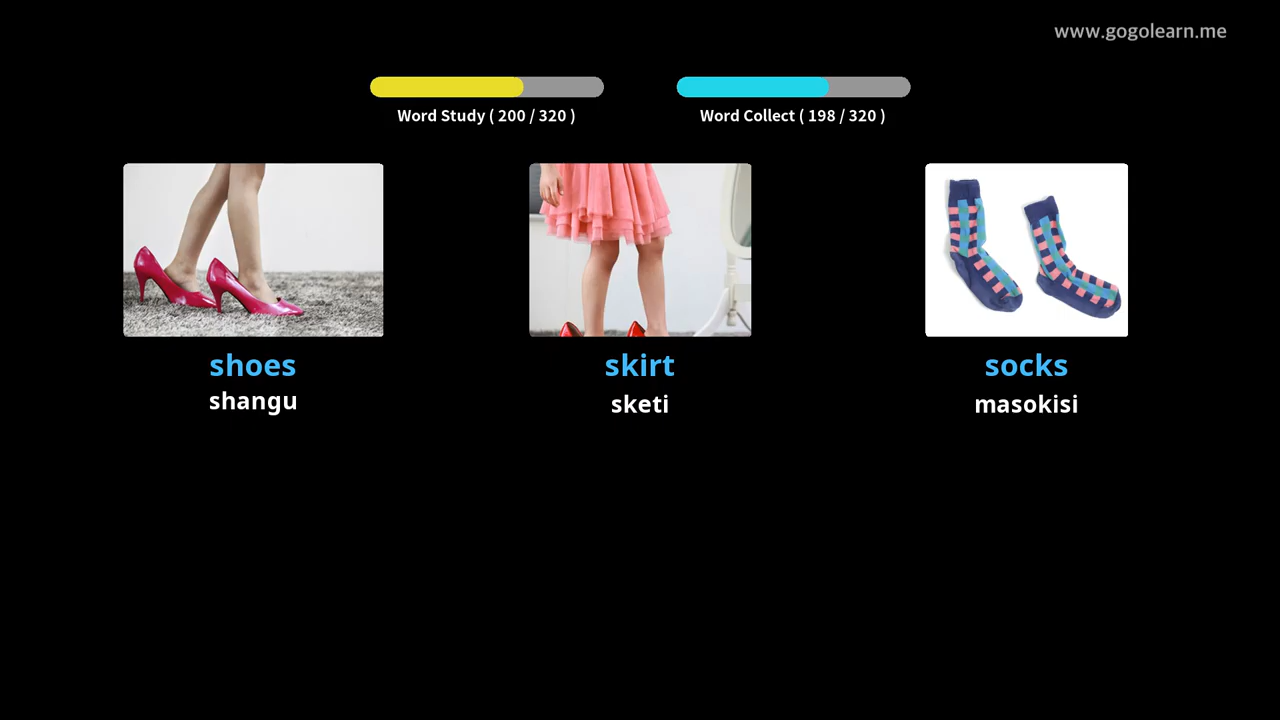 www.gogolearn.me
Word Study ( 200 / 320 )
Word Collect ( 198 / 320 )
shoes
shangu
skirt
sketi
socks
masokisi